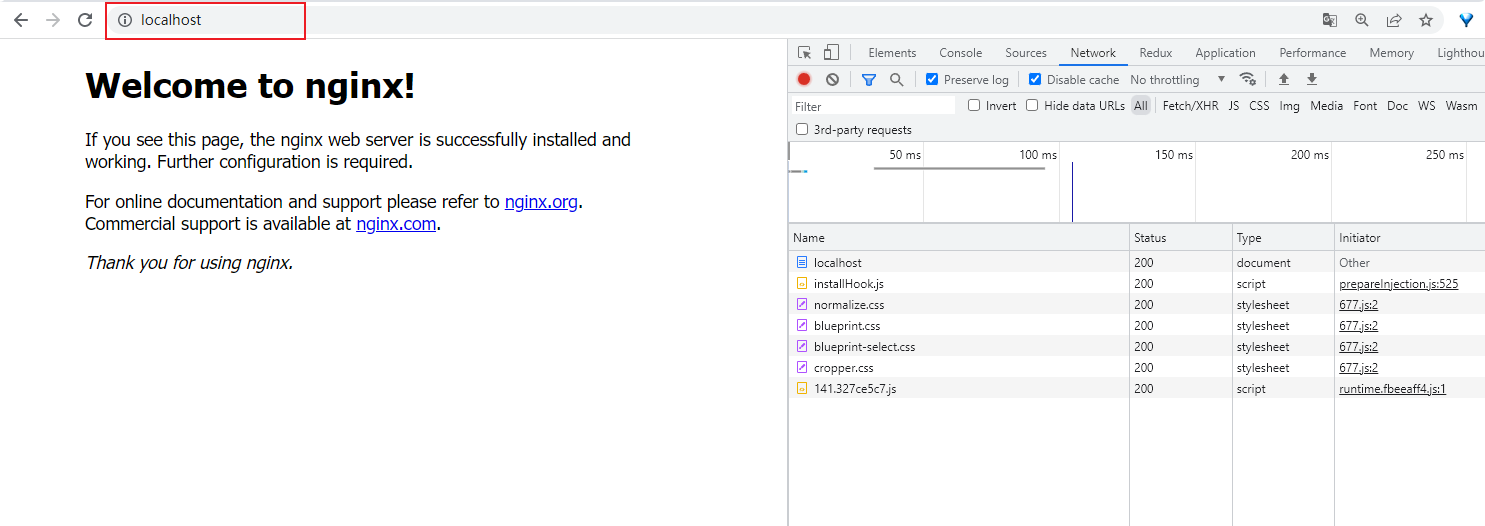 localhost
Welcome to nginx!
If you see this page, the nginx web server is successfully installed and
working. Further configuration is required.
For online documentation and support please refer to nginx.org.
Commercial support is available at nginx.com.
Thank you for using nginx.
Elements Console Sources Network Redux Application Performance Memory Lighthou
Preserve log Disable cache No throttling
Filter Invert Hide data URLs All Fetch/XHR JS CSS Img Media Font Doc WS Wasm
3rd-party requests
50 ms 100 ms 150 ms 200 ms 250 ms
Name Status Type Initiator
localhost 200 document Other
installHook.js 200 script prepareInjection.js:525
normalize.css 200 stylesheet 677.js:2
blueprint.css 200 stylesheet 677.js:2
blueprint-select.css 200 stylesheet 677.js:2
cropper.css 200 stylesheet 677.js:2
141.327ce5c7.js 200 script runtime.fbeeaff4.js:1